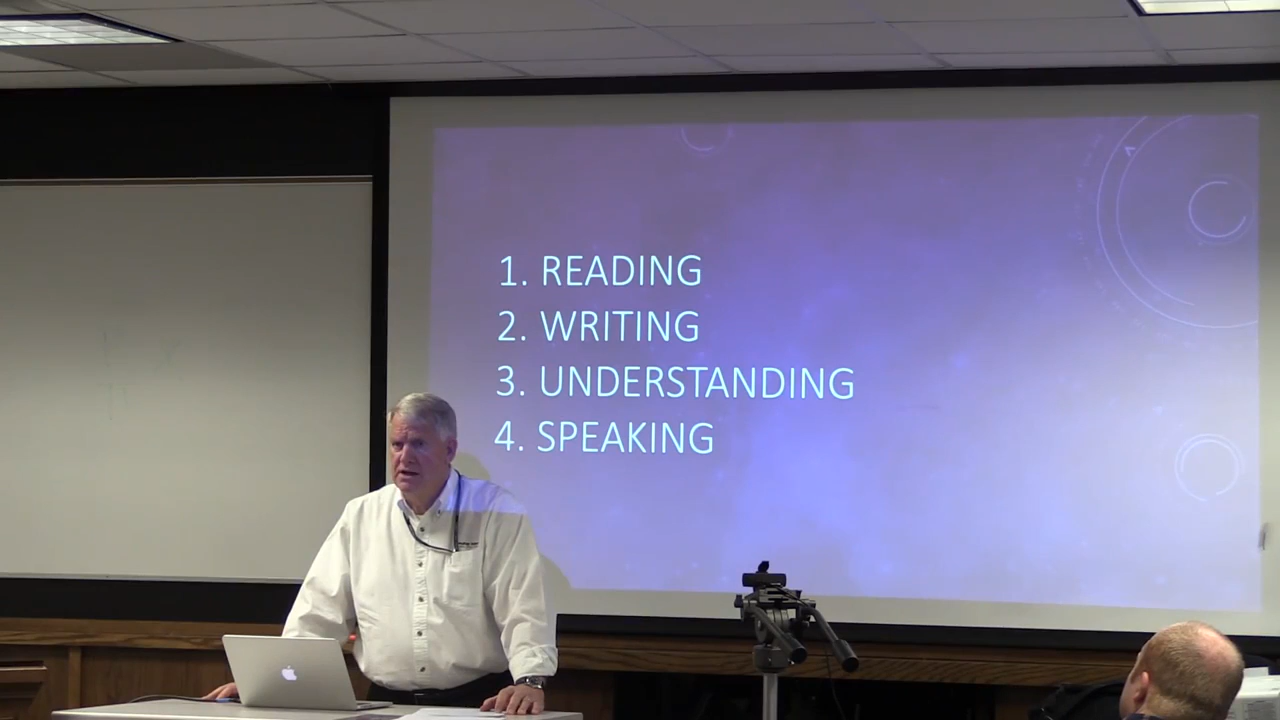 1. READING
2. WRITING
3. UNDERSTANDING
4. SPEAKING